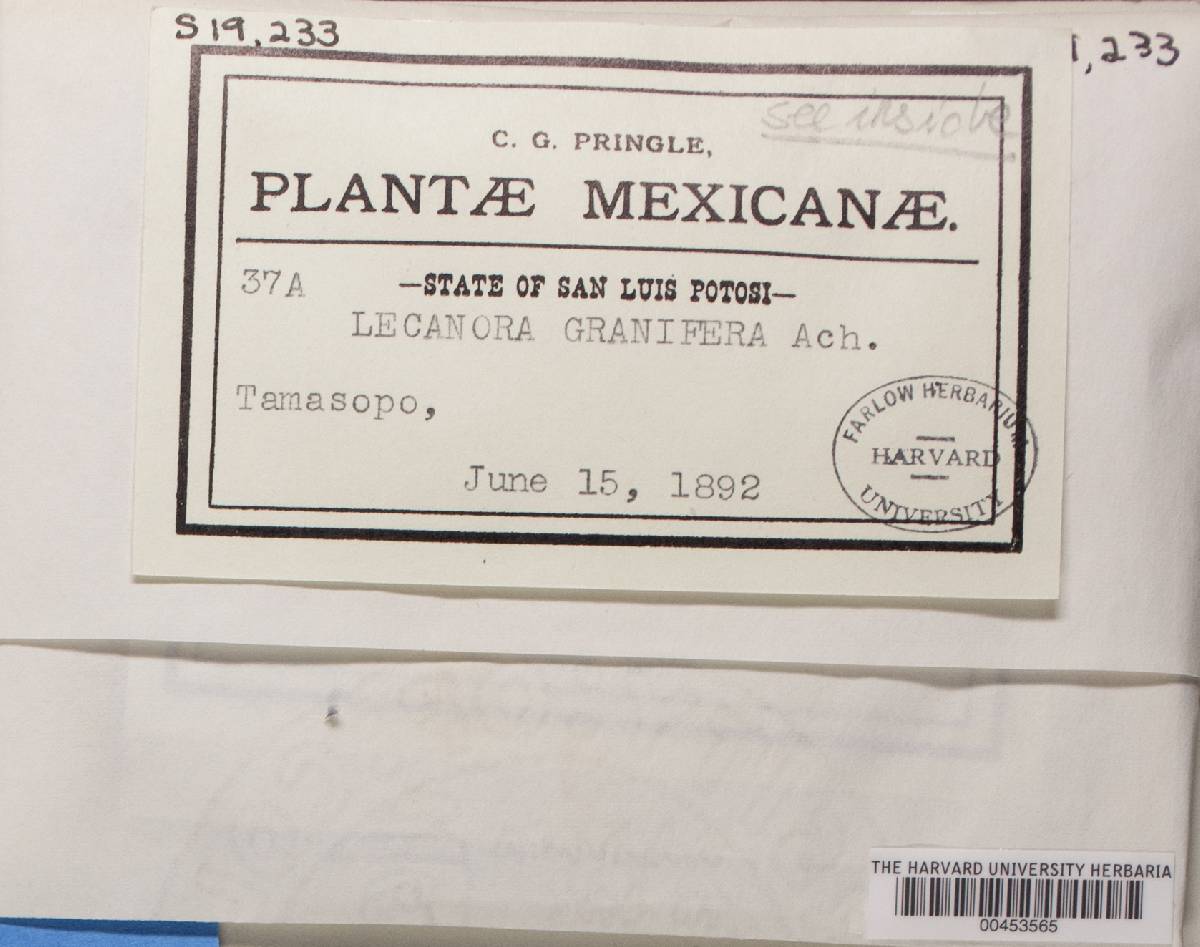 S 19,233
1,233
see inside
C. G. PRINGLE,
PLANTÆ MEXICANÆ.
37A —STATE OF SAN LUIS POTOSI—
LECANORA GRANIFERA Ach.
Tamasopo,
June 15, 1892
FARLOW HERBARIUM
HARVARD
UNIVERSITY
THE HARVARD UNIVERSITY HERBARIA
00453565